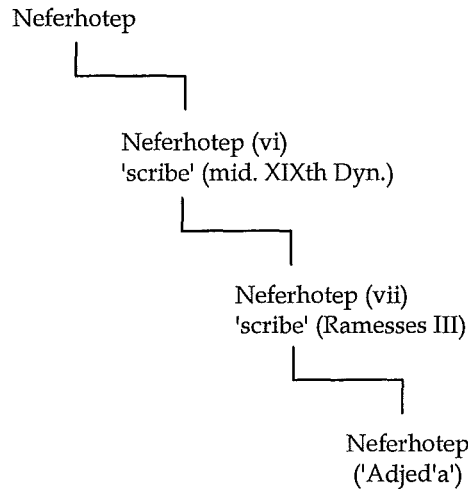 Neferhotep
Neferhotep (vi)
'scribe' (mid. XIXth Dyn.)
Neferhotep (vii)
'scribe' (Ramesses III)
Neferhotep
('Adjed'a')